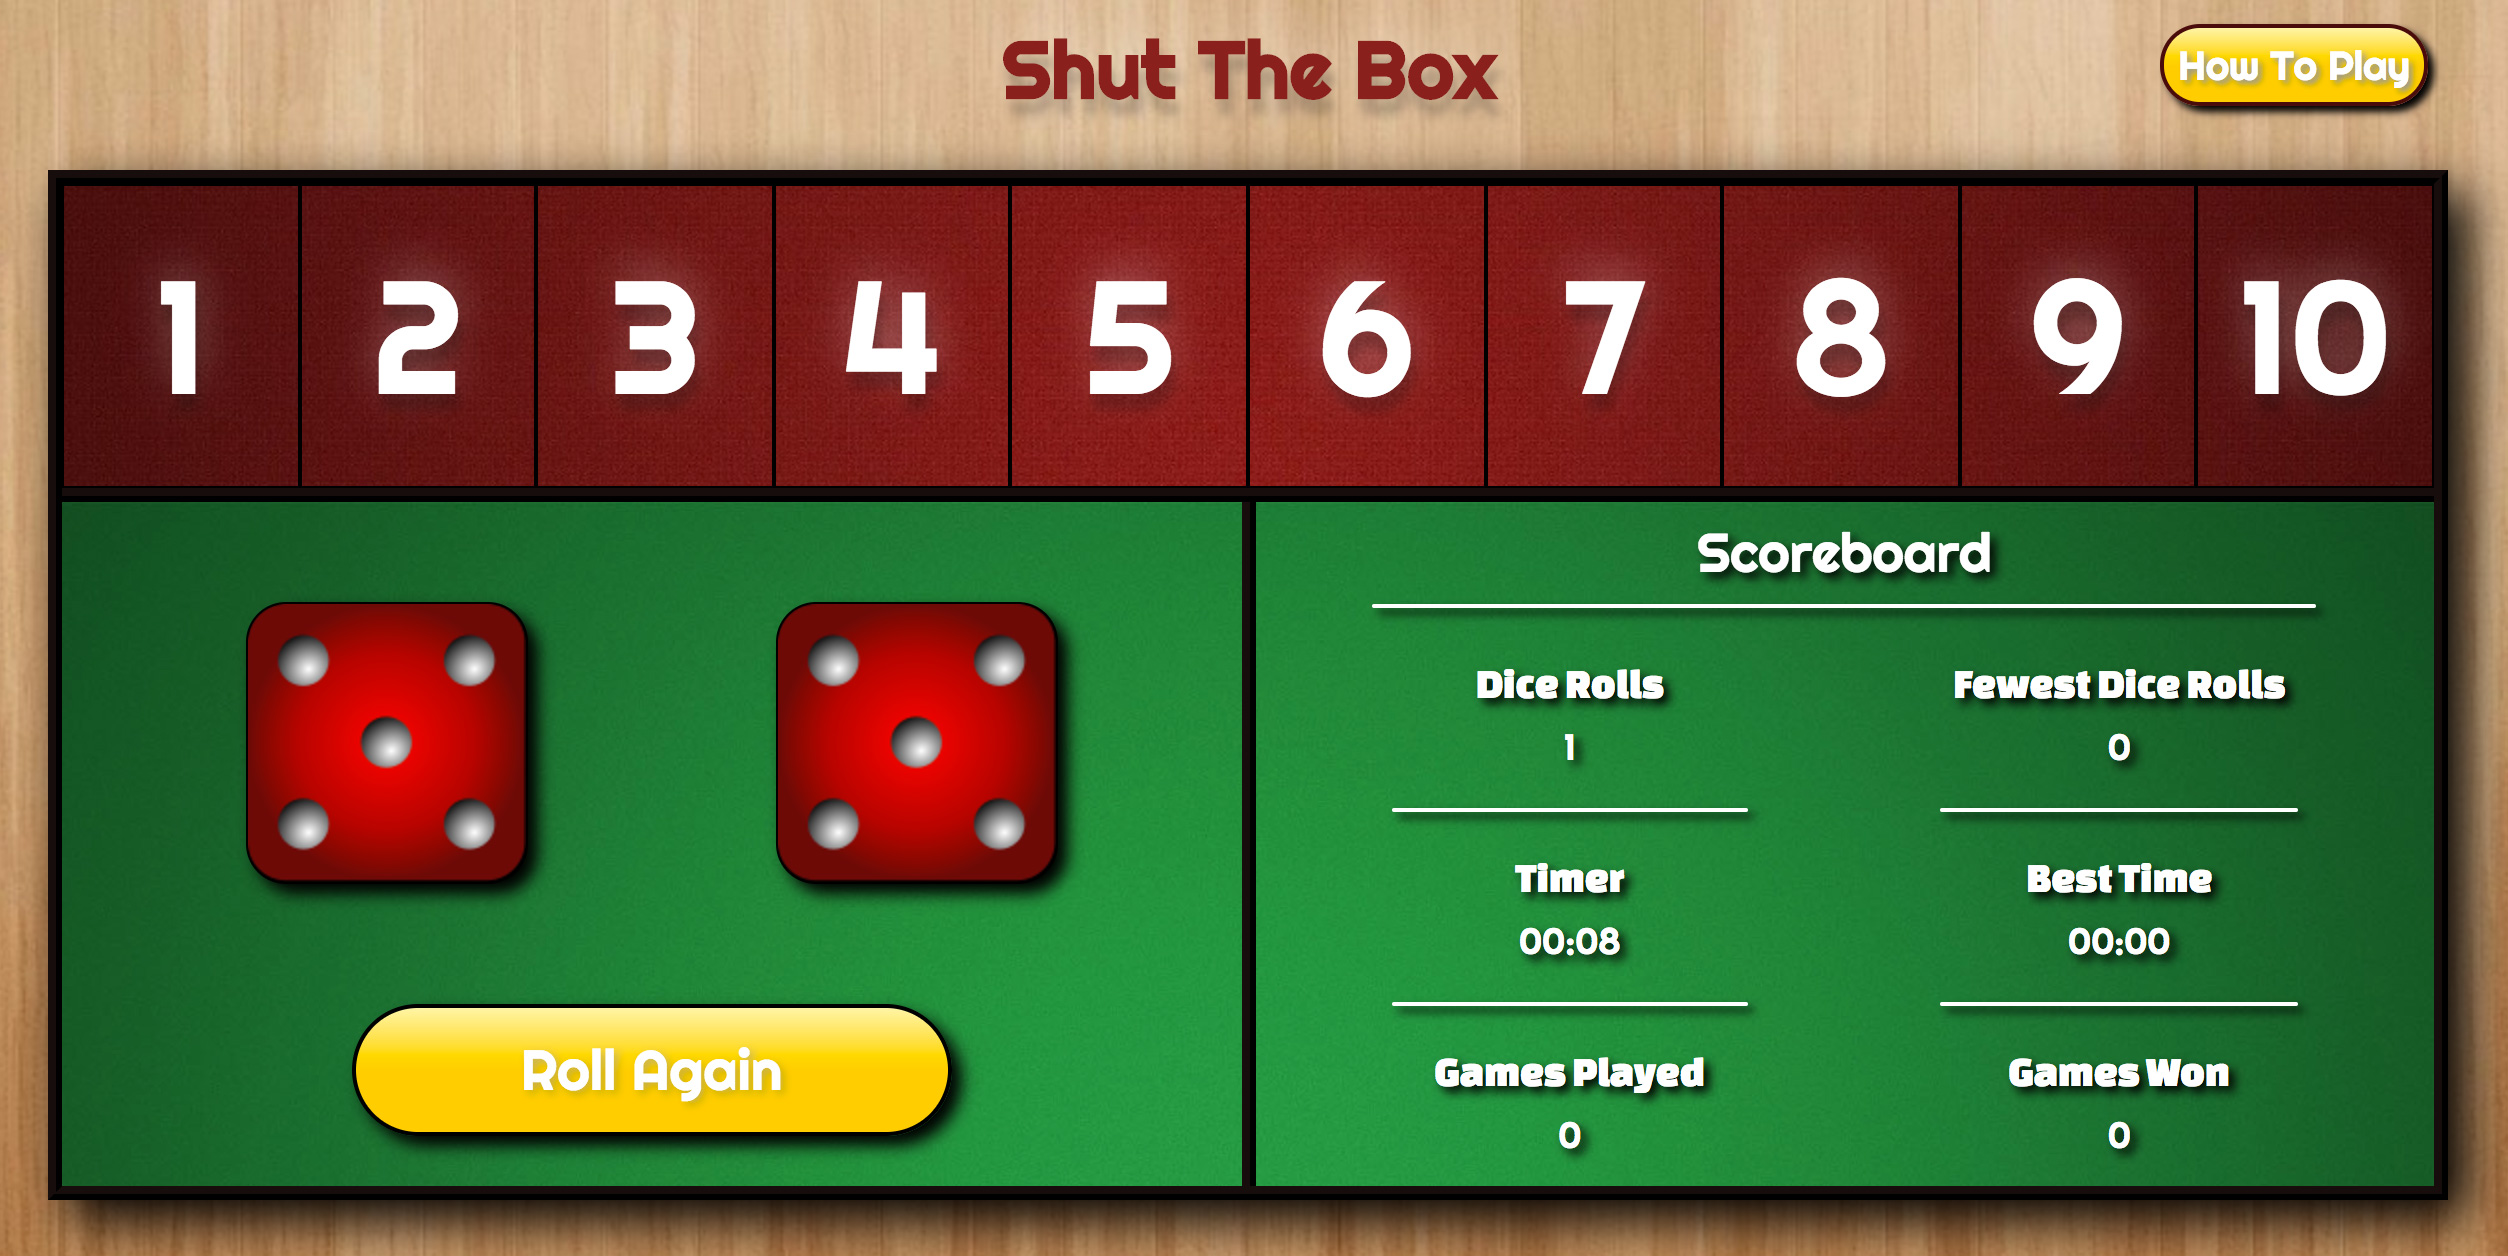 Shut The Box
How To Play
1 2 3 4 5 6 7 8 9 10
Roll Again
Scoreboard
Dice Rolls
1
Fewest Dice Rolls
0
Timer
00:08
Best Time
00:00
Games Played
0
Games Won
0